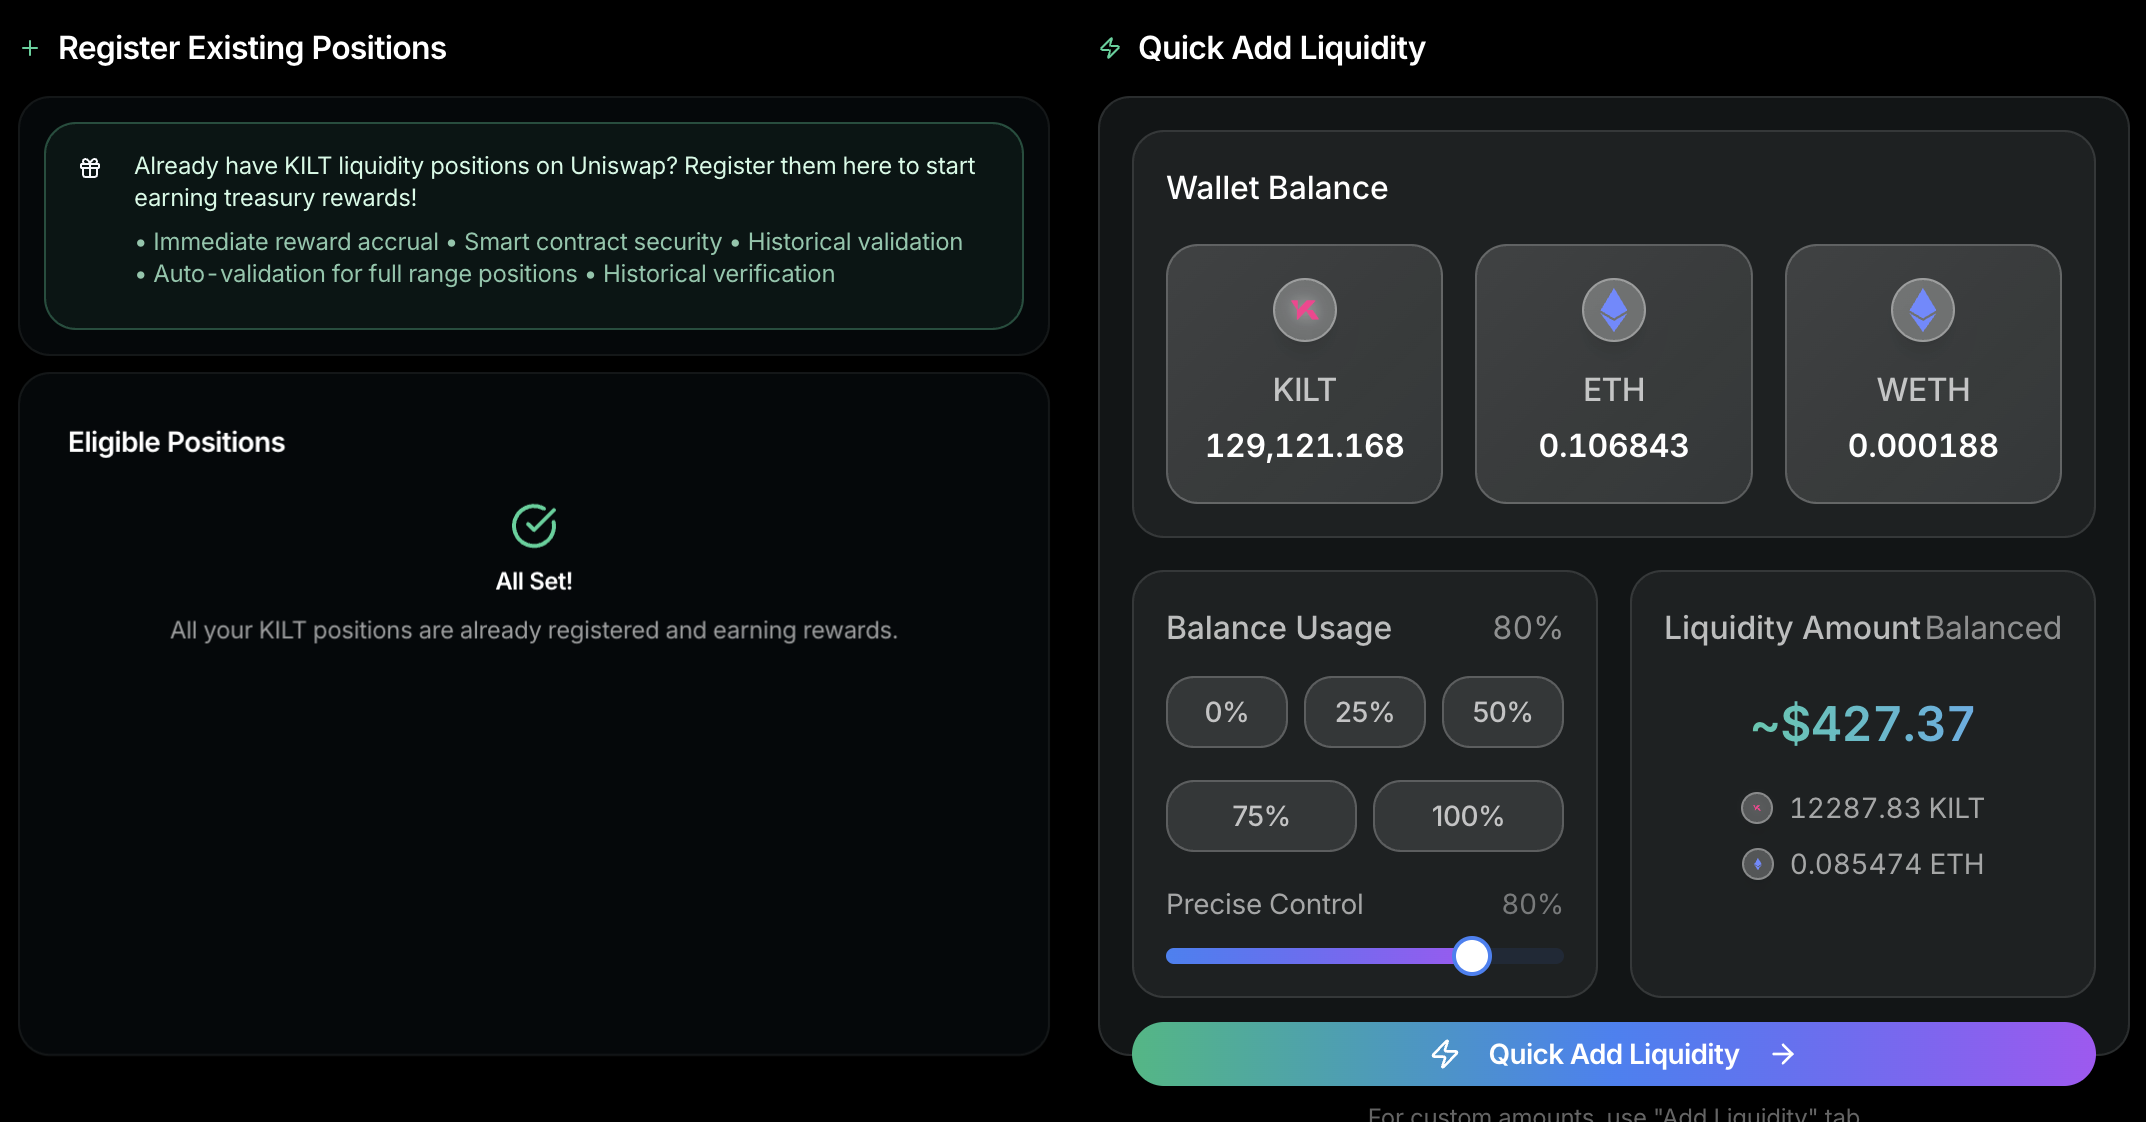 Register Existing Positions
Already have KILT liquidity positions on Uniswap? Register them here to start
earning treasury rewards!
• Immediate reward accrual • Smart contract security • Historical validation
• Auto-validation for full range positions • Historical verification
Eligible Positions
All Set!
All your KILT positions are already registered and earning rewards.
Quick Add Liquidity
Wallet Balance
KILT
129,121.168
ETH
0.106843
WETH
0.000188
Balance Usage 80%
0% 25% 50%
75% 100%
Precise Control 80%
Liquidity Amount Balanced
~$427.37
12287.83 KILT
0.085474 ETH
Quick Add Liquidity →
For custom amounts, use "Add Liquidity" tab